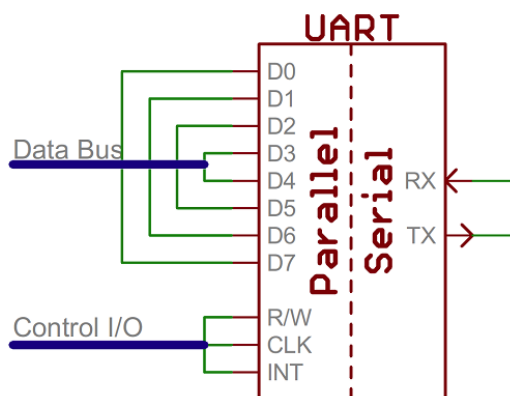 UART
D0
D1
D2
Data Bus
D3
D4
D5
D6
D7
Parallel
Serial
RX
TX
Control I/O
R/W
CLK
INT